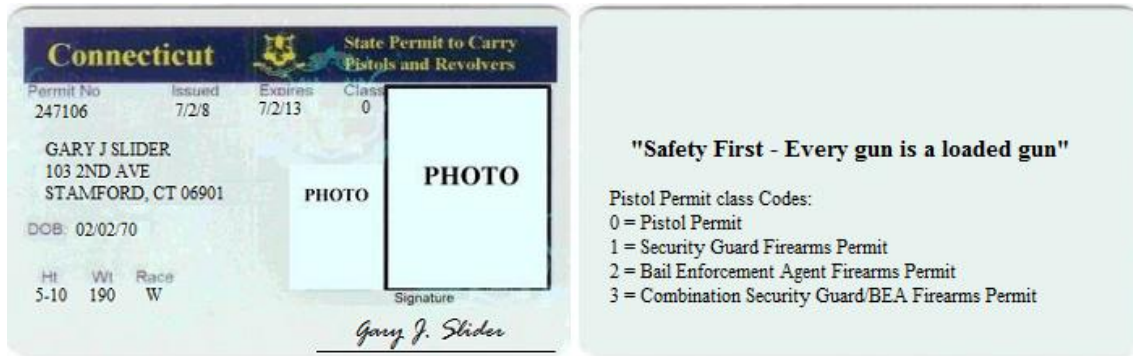 Connecticut
State Permit to Carry
Pistols and Revolvers
Permit No Issued Expires Class
247106 7/2/8 7/2/13 0
GARY J SLIDER
103 2ND AVE
STAMFORD, CT 06901
PHOTO
PHOTO
DOB: 02/02/70
Ht Wt Race
5-10 190 W
Signature
Gary J. Slider
"Safety First - Every gun is a loaded gun"
Pistol Permit class Codes:
0 = Pistol Permit
1 = Security Guard Firearms Permit
2 = Bail Enforcement Agent Firearms Permit
3 = Combination Security Guard/BEA Firearms Permit